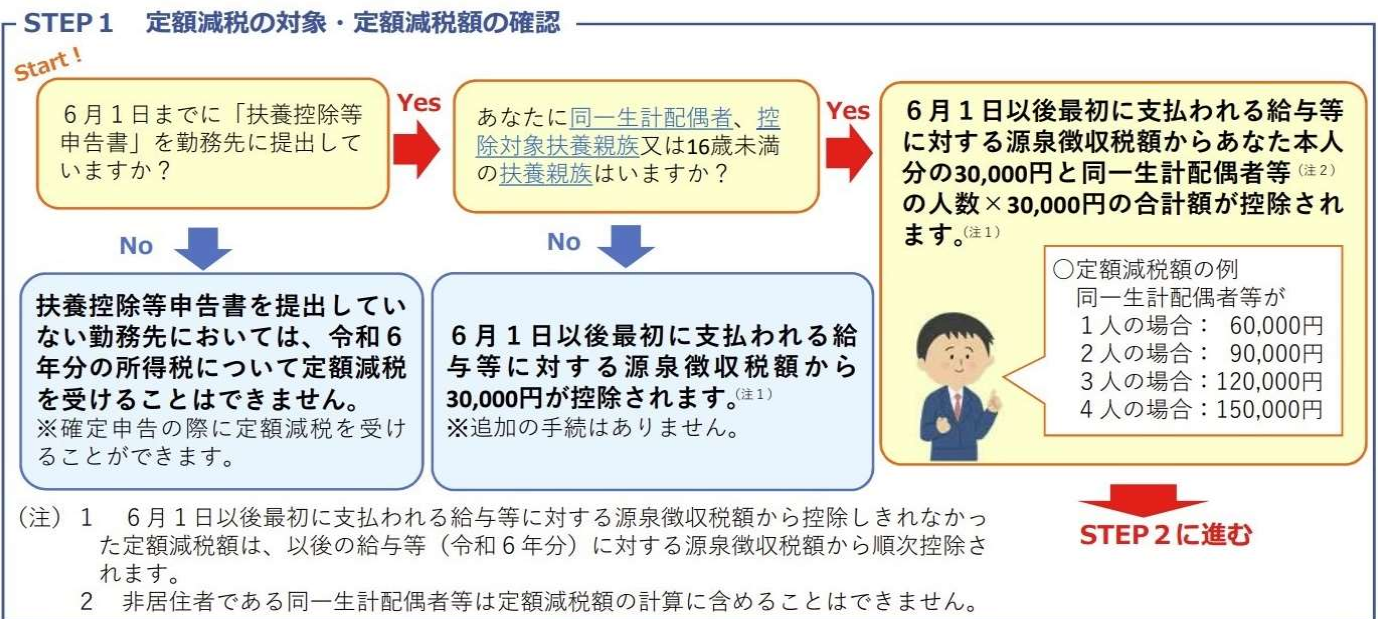 STEP1　定額減税の対象・定額減税額の確認
Start！
６月１日までに「扶養控除等
申告書」を勤務先に提出して
いますか？
Yes
あなたに同一生計配偶者、控
除対象扶養親族又は16歳未満
の扶養親族はいますか？
Yes
６月１日以後最初に支払われる給与等
に対する源泉徴収税額からあなた本人
分の30,000円と同一生計配偶者等（注２）
の人数×30,000円の合計額が控除され
ます。（注１）
○定額減税額の例
同一生計配偶者等が
１人の場合： 60,000円
２人の場合： 90,000円
３人の場合：120,000円
４人の場合：150,000円
No
扶養控除等申告書を提出してい
ない勤務先においては、令和６
年分の所得税について定額減税
を受けることはできません。
※確定申告の際に定額減税を受け
ることができます。
No
６月１日以後最初に支払われる給
与等に対する源泉徴収税額から
30,000円が控除されます。（注１）
※追加の手続はありません。
STEP２に進む
（注）１　６月１日以後最初に支払われる給与等に対する源泉徴収税額から控除しきれなかっ
た定額減税額は、以後の給与等（令和６年分）に対する源泉徴収税額から順次控除さ
れます。
２　非居住者である同一生計配偶者等は定額減税額の計算に含めることはできません。